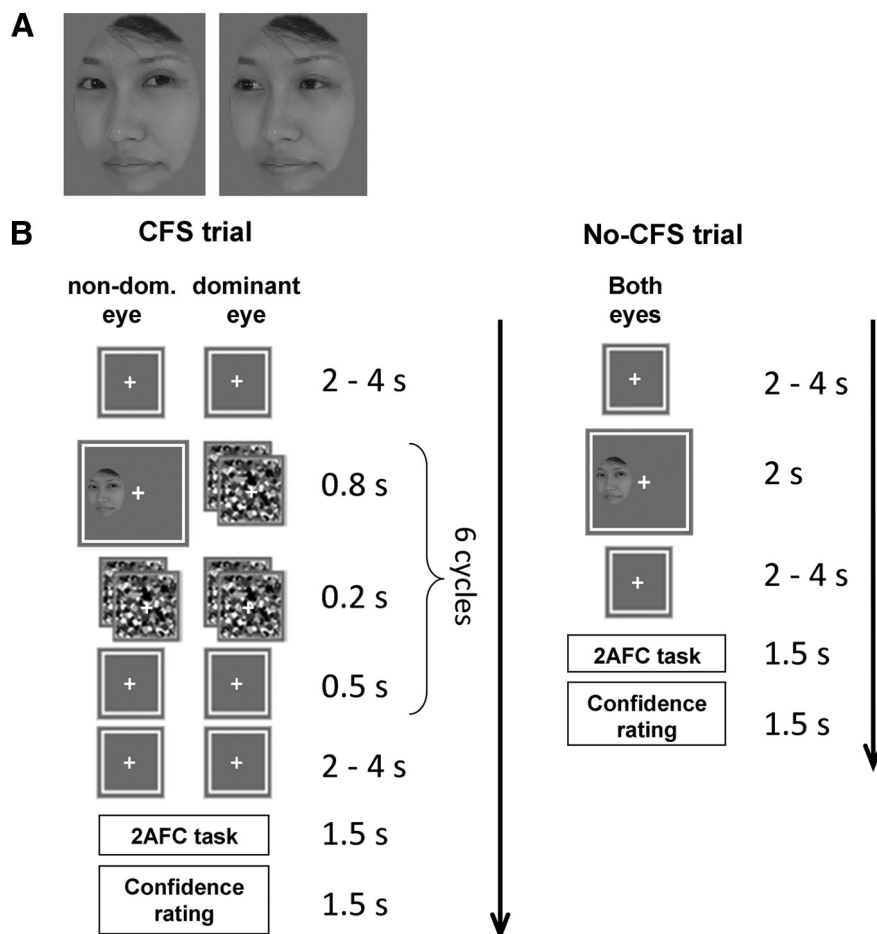 A
B
CFS trial
non-dom. eye
dominant eye
2 - 4 s
0.8 s
0.2 s
0.5 s
6 cycles
2 - 4 s
2AFC task
1.5 s
Confidence
rating
1.5 s
No-CFS trial
Both
eyes
2 - 4 s
2 s
2 - 4 s
2AFC task
1.5 s
Confidence
rating
1.5 s